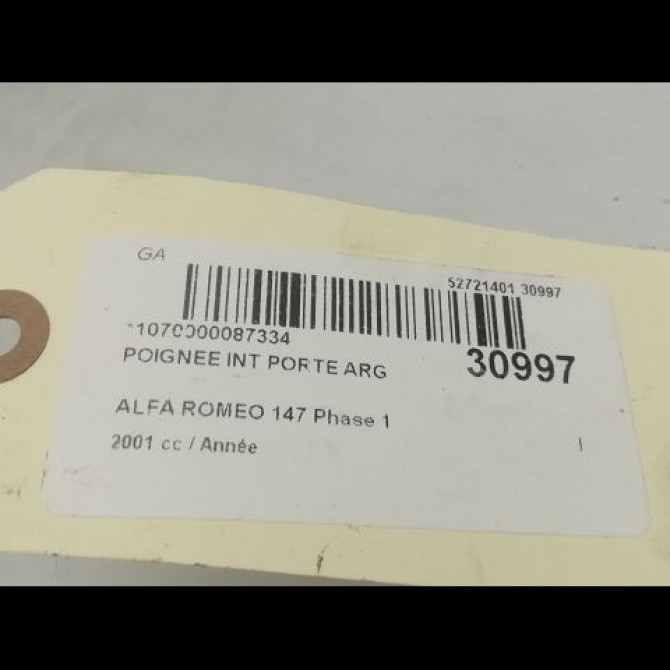 GA
52721401 30997
*1070000087334
POIGNEE INT PORTE ARG
30997
ALFA ROMEO 147 Phase 1
2001 cc / Année
|